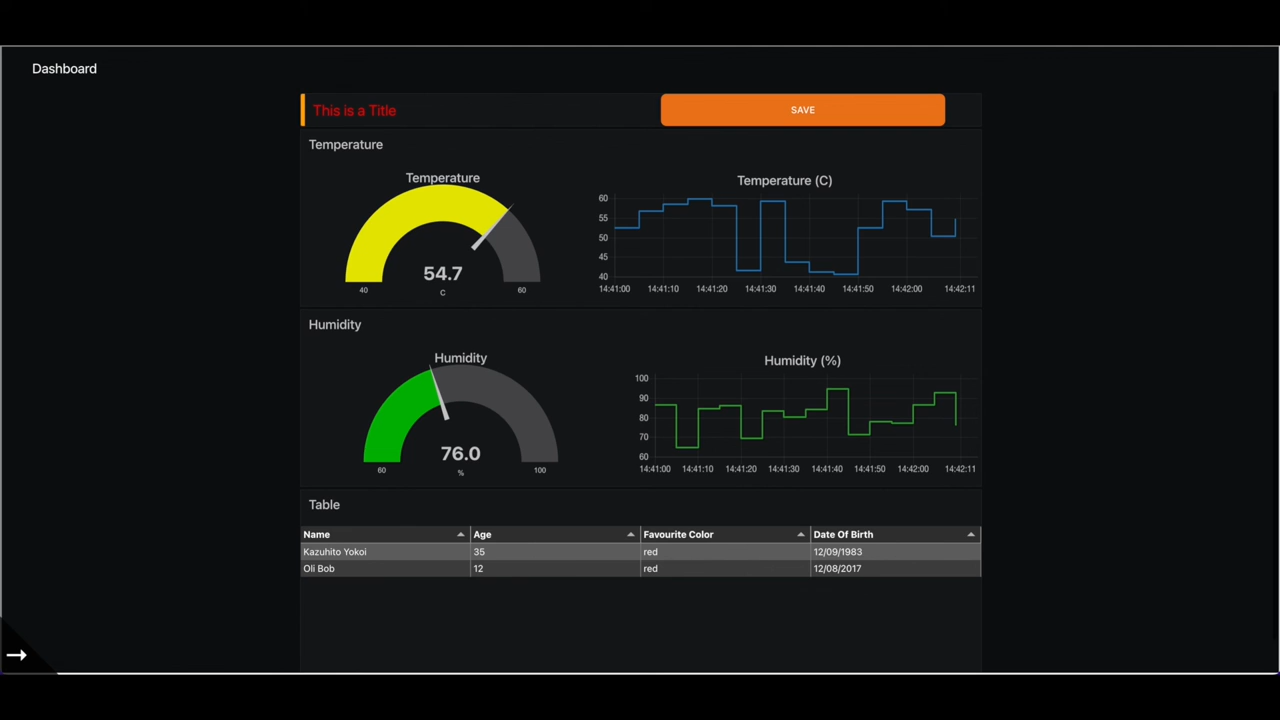 Dashboard
This is a Title
SAVE
Temperature
Temperature
54.7
C
40
60
Temperature (C)
60
55
50
45
40
14:41:00 14:41:10 14:41:20 14:41:30 14:41:40 14:41:50 14:42:00 14:42:11
Humidity
Humidity
76.0
%
60
100
Humidity (%)
100
90
80
70
60
14:41:00 14:41:10 14:41:20 14:41:30 14:41:40 14:41:50 14:42:00 14:42:11
Table
Name Age Favourite Color Date Of Birth
Kazuhito Yokoi 35 red 12/09/1983
Oli Bob 12 red 12/08/2017